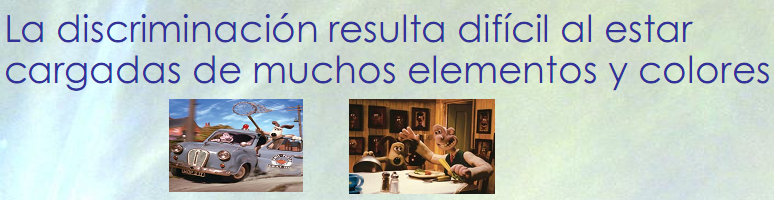 La discriminación resulta difícil al estar
cargadas de muchos elementos y colores